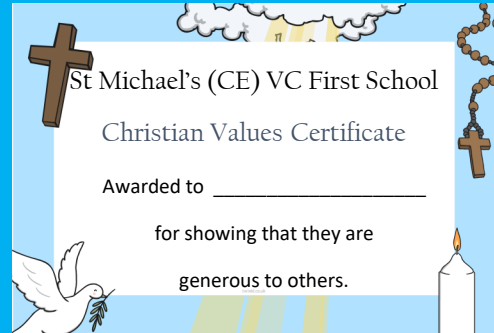 St Michael's (CE) VC First School
Christian Values Certificate
Awarded to ____________________
for showing that they are
generous to others.